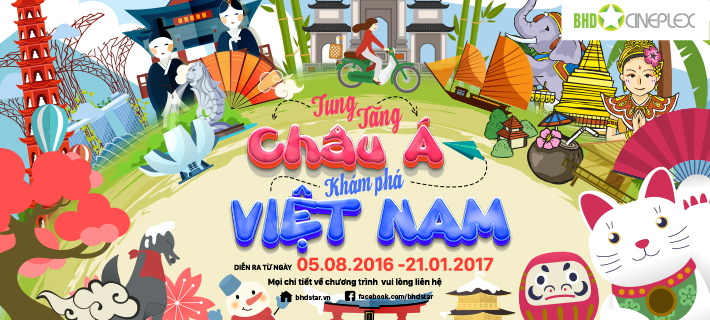 BHD CINEPLEX
Tung Tăng
Châu Á
Khám phá
VIỆT NAM
DIỄN RA TỪ NGÀY 05.08.2016 -21.01.2017
Mọi chi tiết về chương trình vui lòng liên hệ
bhdstar.vn facebook.com/bhdstar